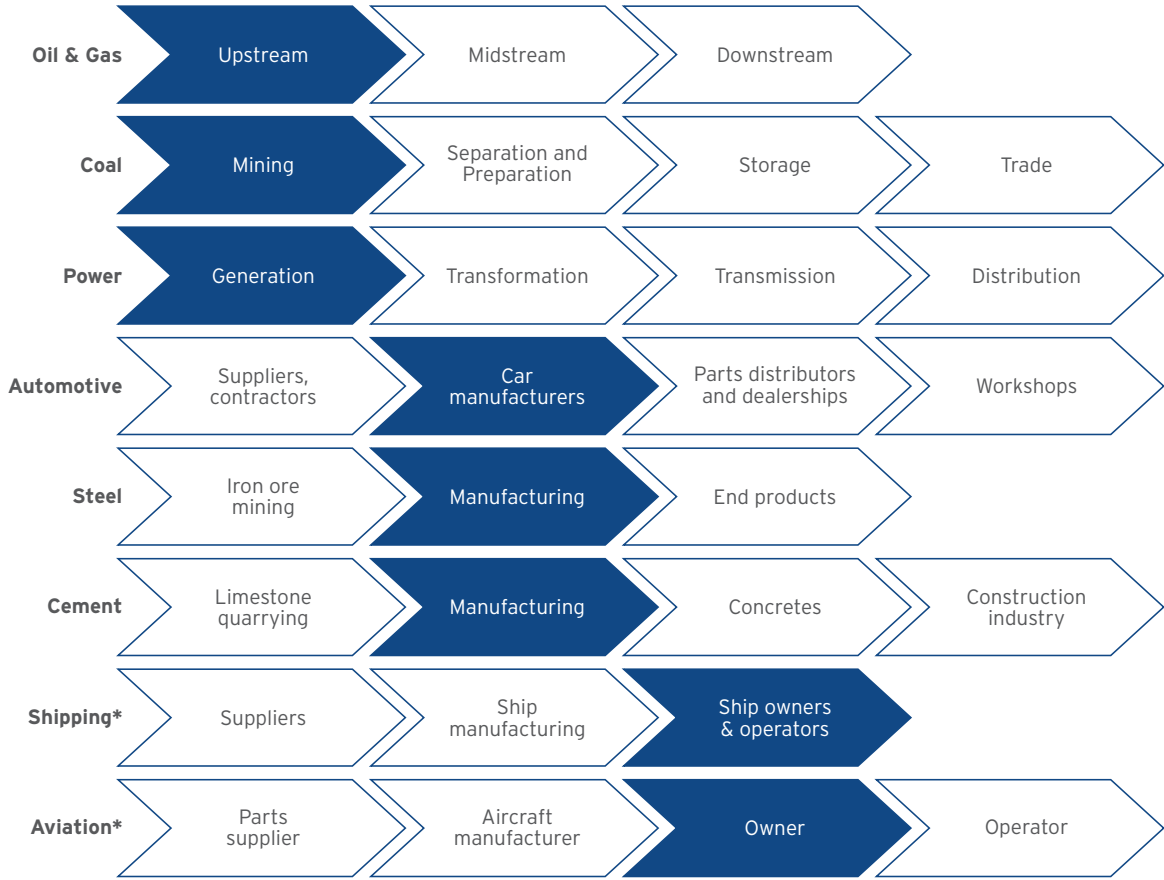 Oil & Gas
Upstream
Midstream
Downstream
Coal
Mining
Separation and
Preparation
Storage
Trade
Power
Generation
Transformation
Transmission
Distribution
Automotive
Suppliers,
contractors
Car
manufacturers
Parts distributors
and dealerships
Workshops
Steel
Iron ore
mining
Manufacturing
End products
Cement
Limestone
quarrying
Manufacturing
Concretes
Construction
industry
Shipping*
Suppliers
Ship
manufacturing
Ship owners
& operators
Aviation*
Parts
supplier
Aircraft
manufacturer
Owner
Operator